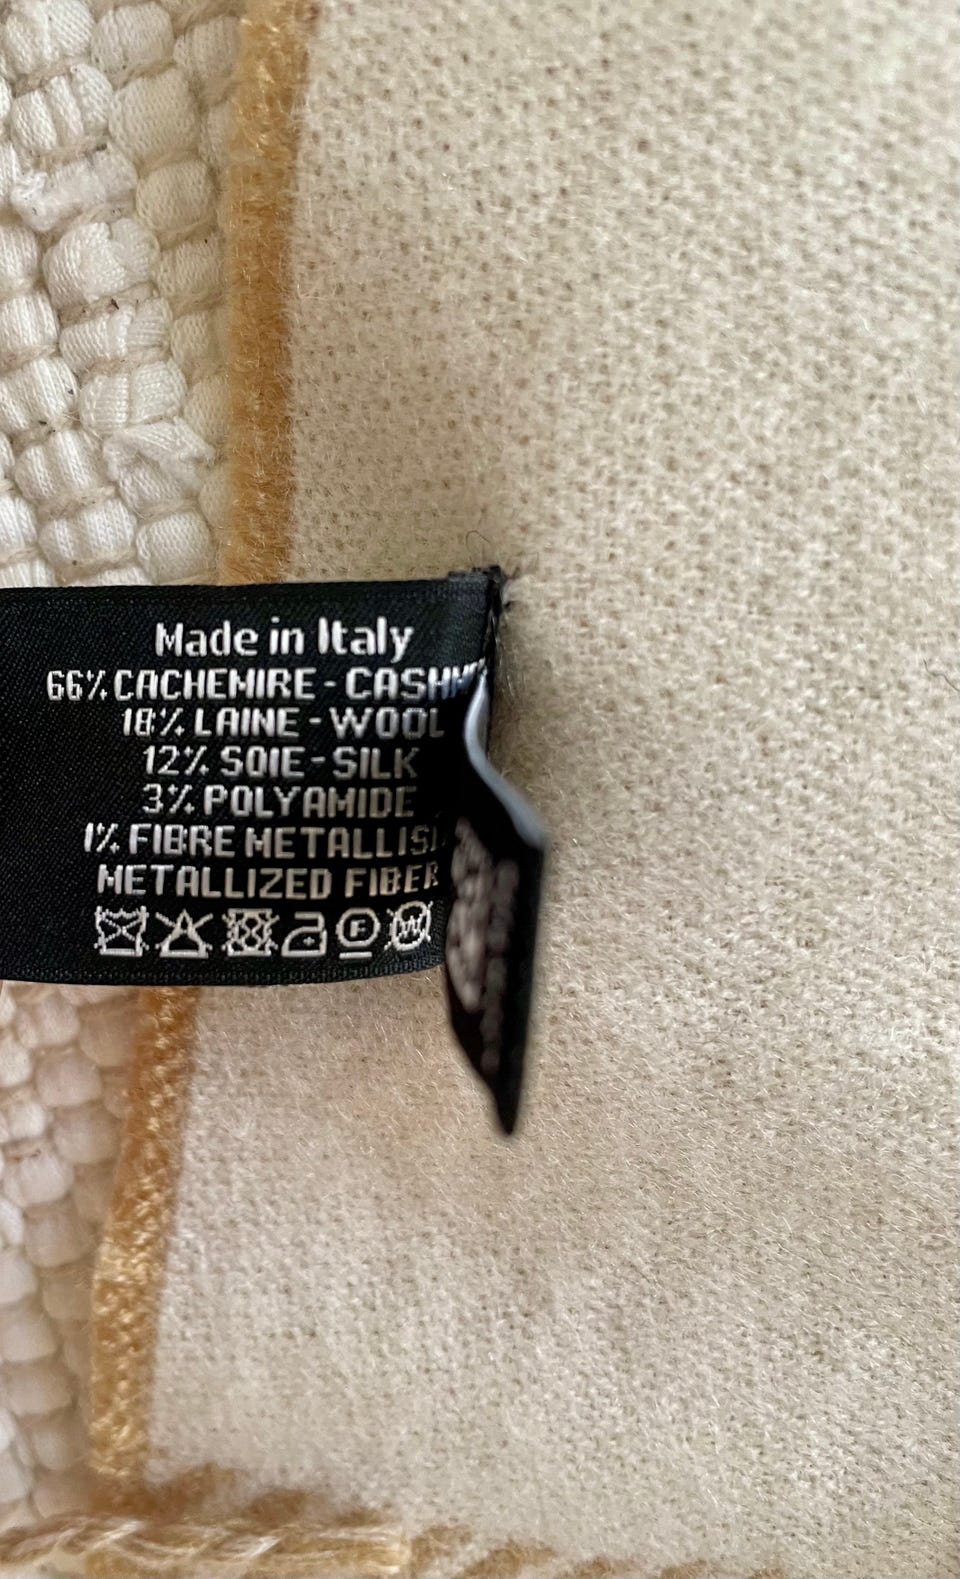 Made in Italy
66% CACHEMIRE - CASHM
18% LAINE - WOOL
12% SOIE - SILK
3% POLYAMIDE
1% FIBRE METALLIS
METALLIZED FIBER
F W